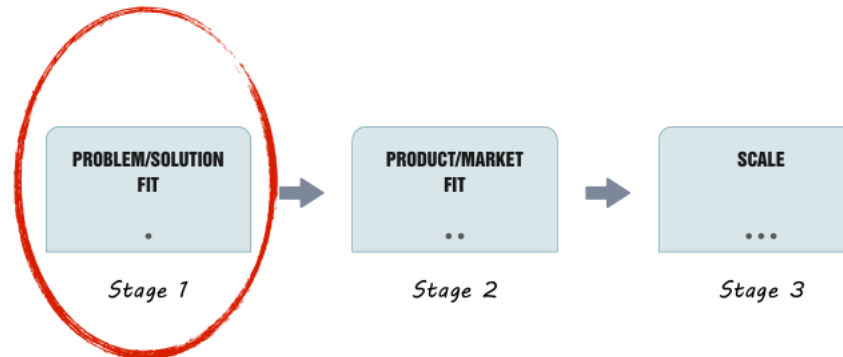 PROBLEM/SOLUTION
FIT
PRODUCT/MARKET
FIT
SCALE
Stage 1
Stage 2
Stage 3